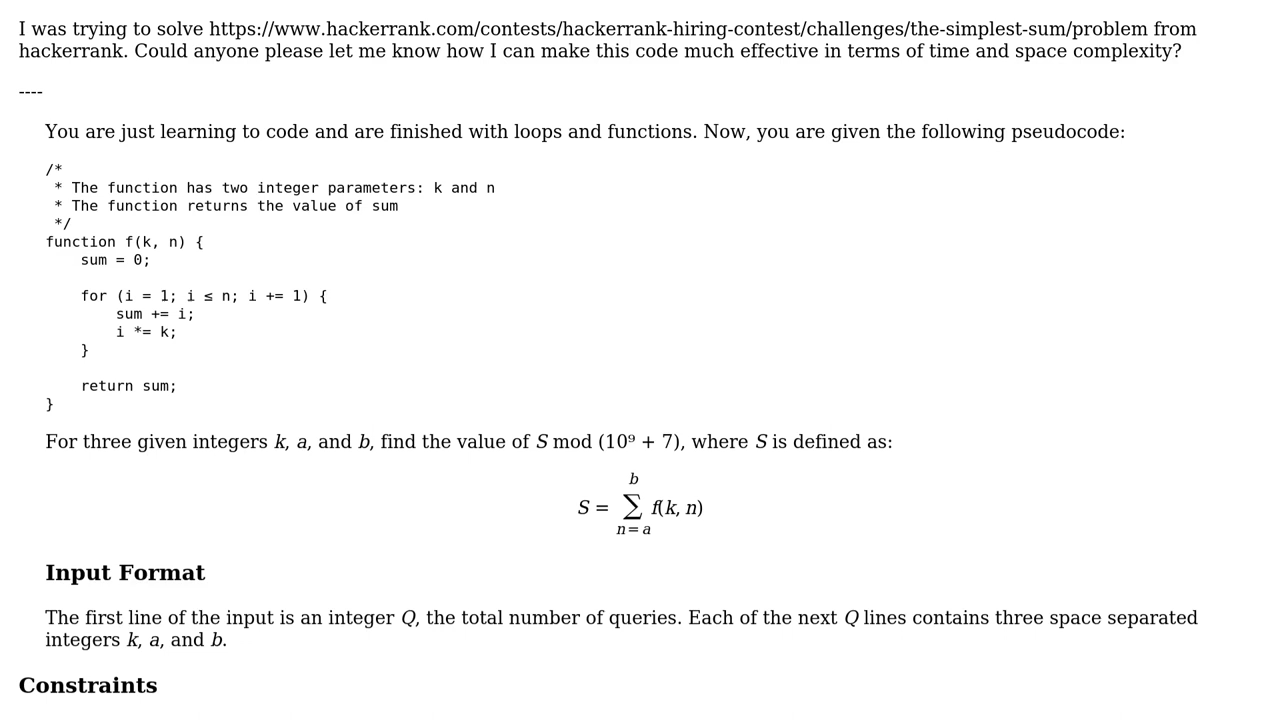 I was trying to solve https://www.hackerrank.com/contests/hackerrank-hiring-contest/challenges/the-simplest-sum/problem from
hackerrank. Could anyone please let me know how I can make this code much effective in terms of time and space complexity?
----
You are just learning to code and are finished with loops and functions. Now, you are given the following pseudocode:
/*
 * The function has two integer parameters: k and n
 * The function returns the value of sum
 */
function f(k, n) {
    sum = 0;
    for (i = 1; i ≤ n; i += 1) {
        sum += i;
        i *= k;
    }
    return sum;
}
For three given integers k, a, and b, find the value of S mod (10⁹ + 7), where S is defined as:
b
S = ∑ f(k, n)
n = a
Input Format
The first line of the input is an integer Q, the total number of queries. Each of the next Q lines contains three space separated
integers k, a, and b.
Constraints